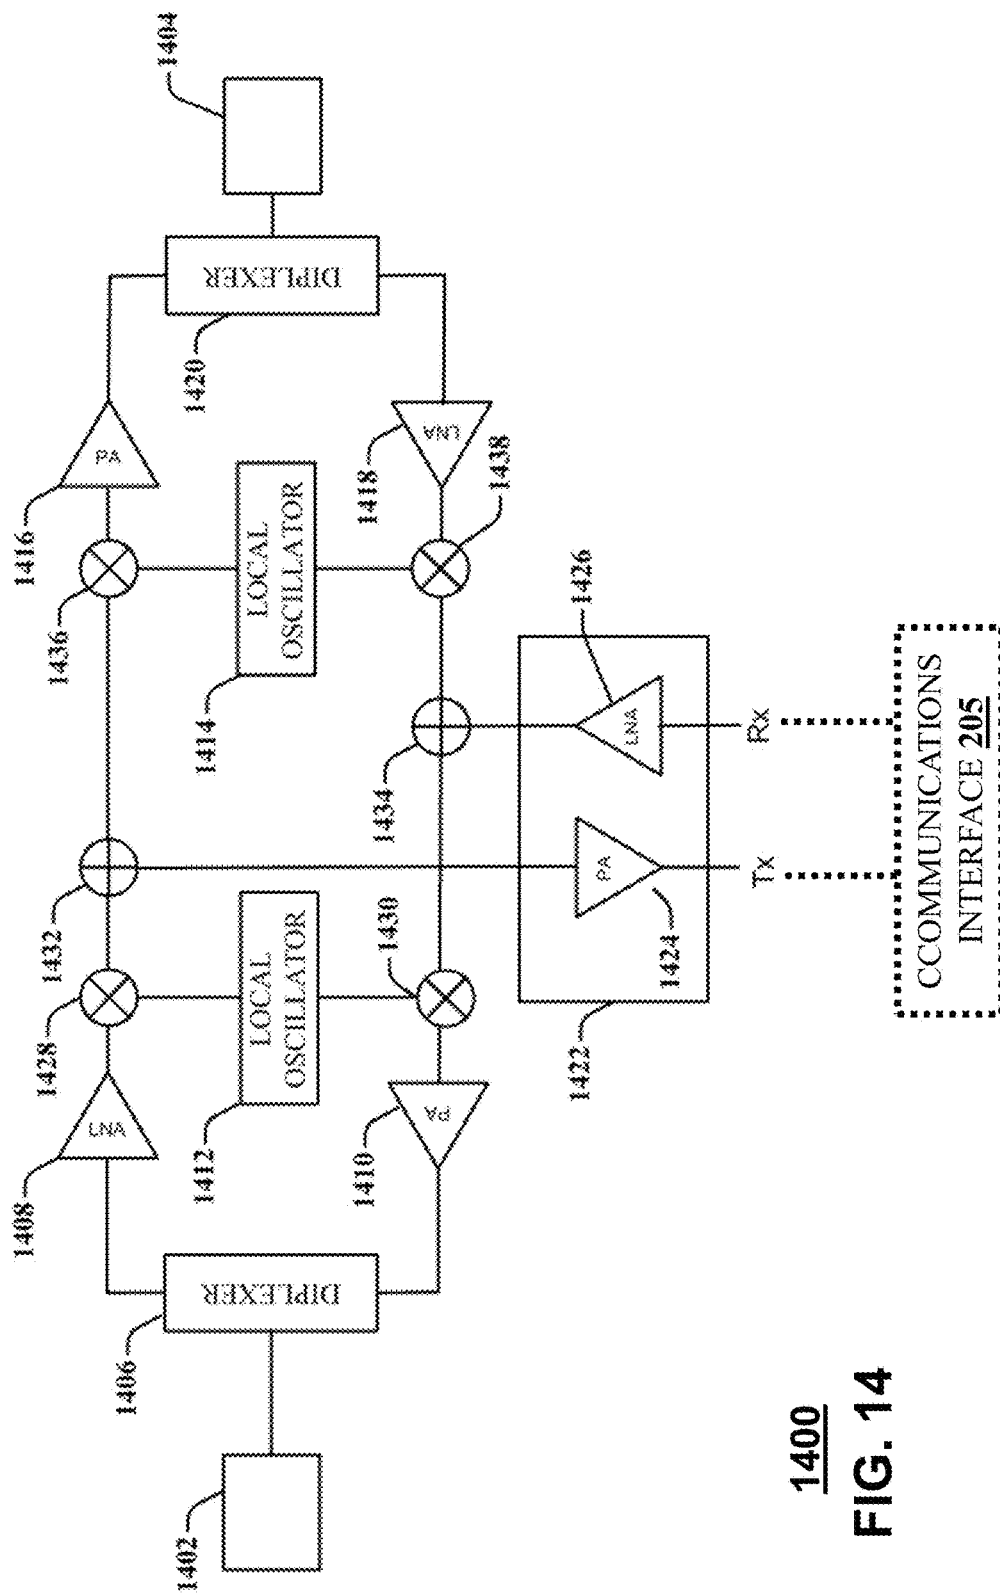 1404
DIPLEXER
1420
PA
1416
LNA
1418
1438
1436
LOCAL
OSCILLATOR
1414
1434
1426
LNA
Rx
1432
PA
1424
Tx
1422
CCOMMUNICATIONS
INTERFACE 205
1428
1430
LOCAL
OSCILLATOR
1412
LNA
1408
PA
1410
DIPLEXER
1406
1402
1400
FIG. 14